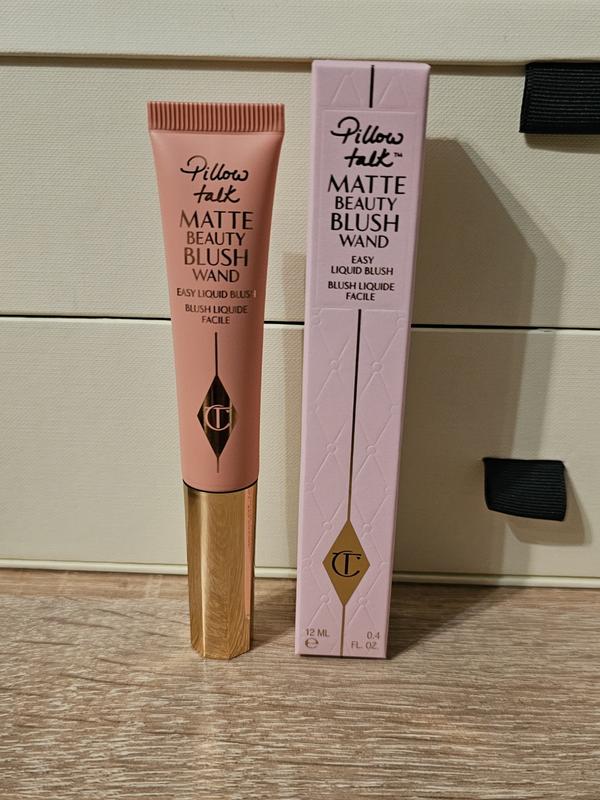 Pillow
talk
MATTE
BEAUTY
BLUSH
WAND
EASY LIQUID BLUSH
BLUSH LIQUIDE
FACILE
CT
Pillow
talk™
MATTE
BEAUTY
BLUSH
WAND
EASY
LIQUID BLUSH
BLUSH LIQUIDE
FACILE
CT
12 ML 0.4
e FL. OZ.